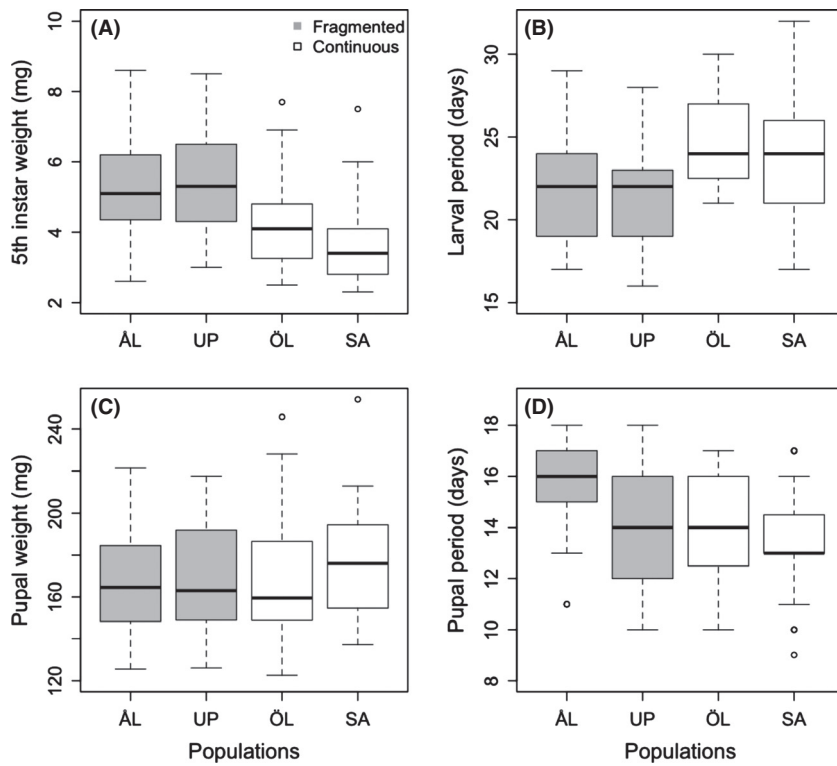 (A)
Fragmented
Continuous
5th instar weight (mg)
10
8
6
4
2
ÅL UP ÖL SA
(B)
Larval period (days)
30
25
20
15
ÅL UP ÖL SA
(C)
Pupal weight (mg)
240
200
160
120
ÅL UP ÖL SA
Populations
(D)
Pupal period (days)
18
16
14
12
10
8
ÅL UP ÖL SA
Populations